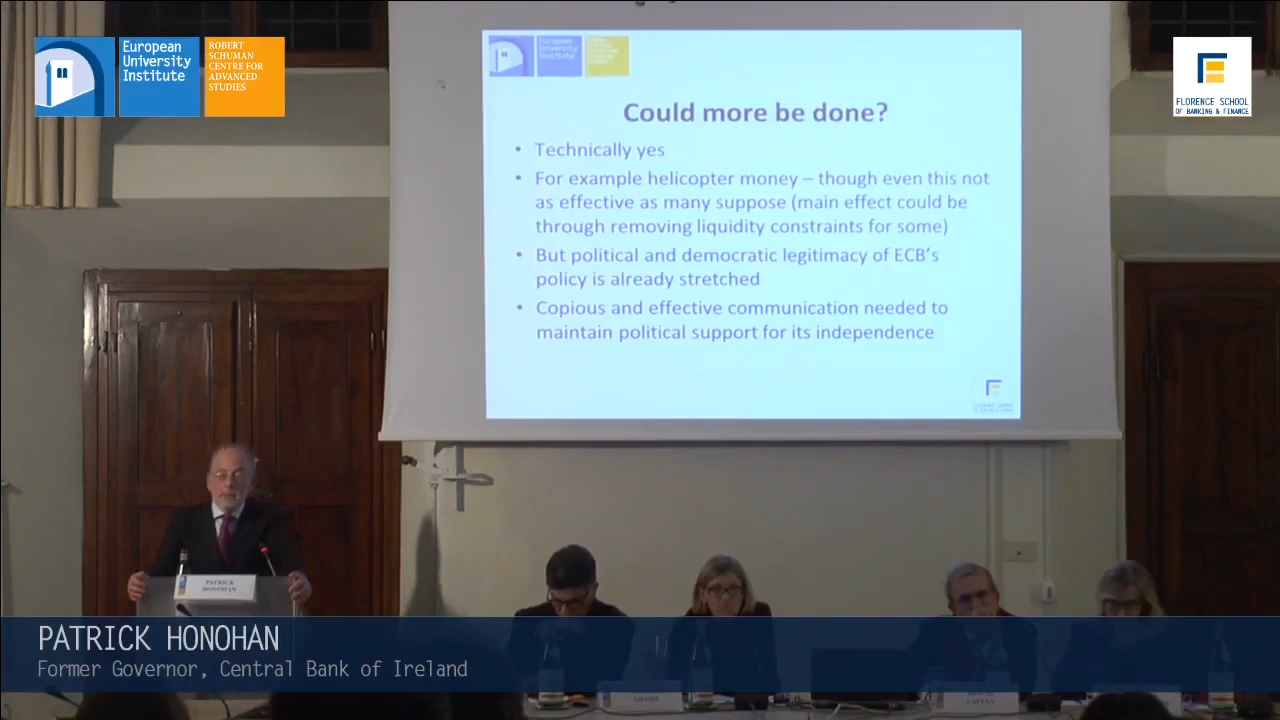 European
University
Institute
ROBERT
SCHUMAN
CENTRE FOR
ADVANCED
STUDIES
FLORENCE SCHOOL
OF BANKING & FINANCE
European
University
Institute
Could more be done?
• Technically yes
• For example helicopter money – though even this not
as effective as many suppose (main effect could be
through removing liquidity constraints for some)
• But political and democratic legitimacy of ECB's
policy is already stretched
• Copious and effective communication needed to
maintain political support for its independence
PATRICK
HONOHAN
PATRICK HONOHAN
Former Governor, Central Bank of Ireland